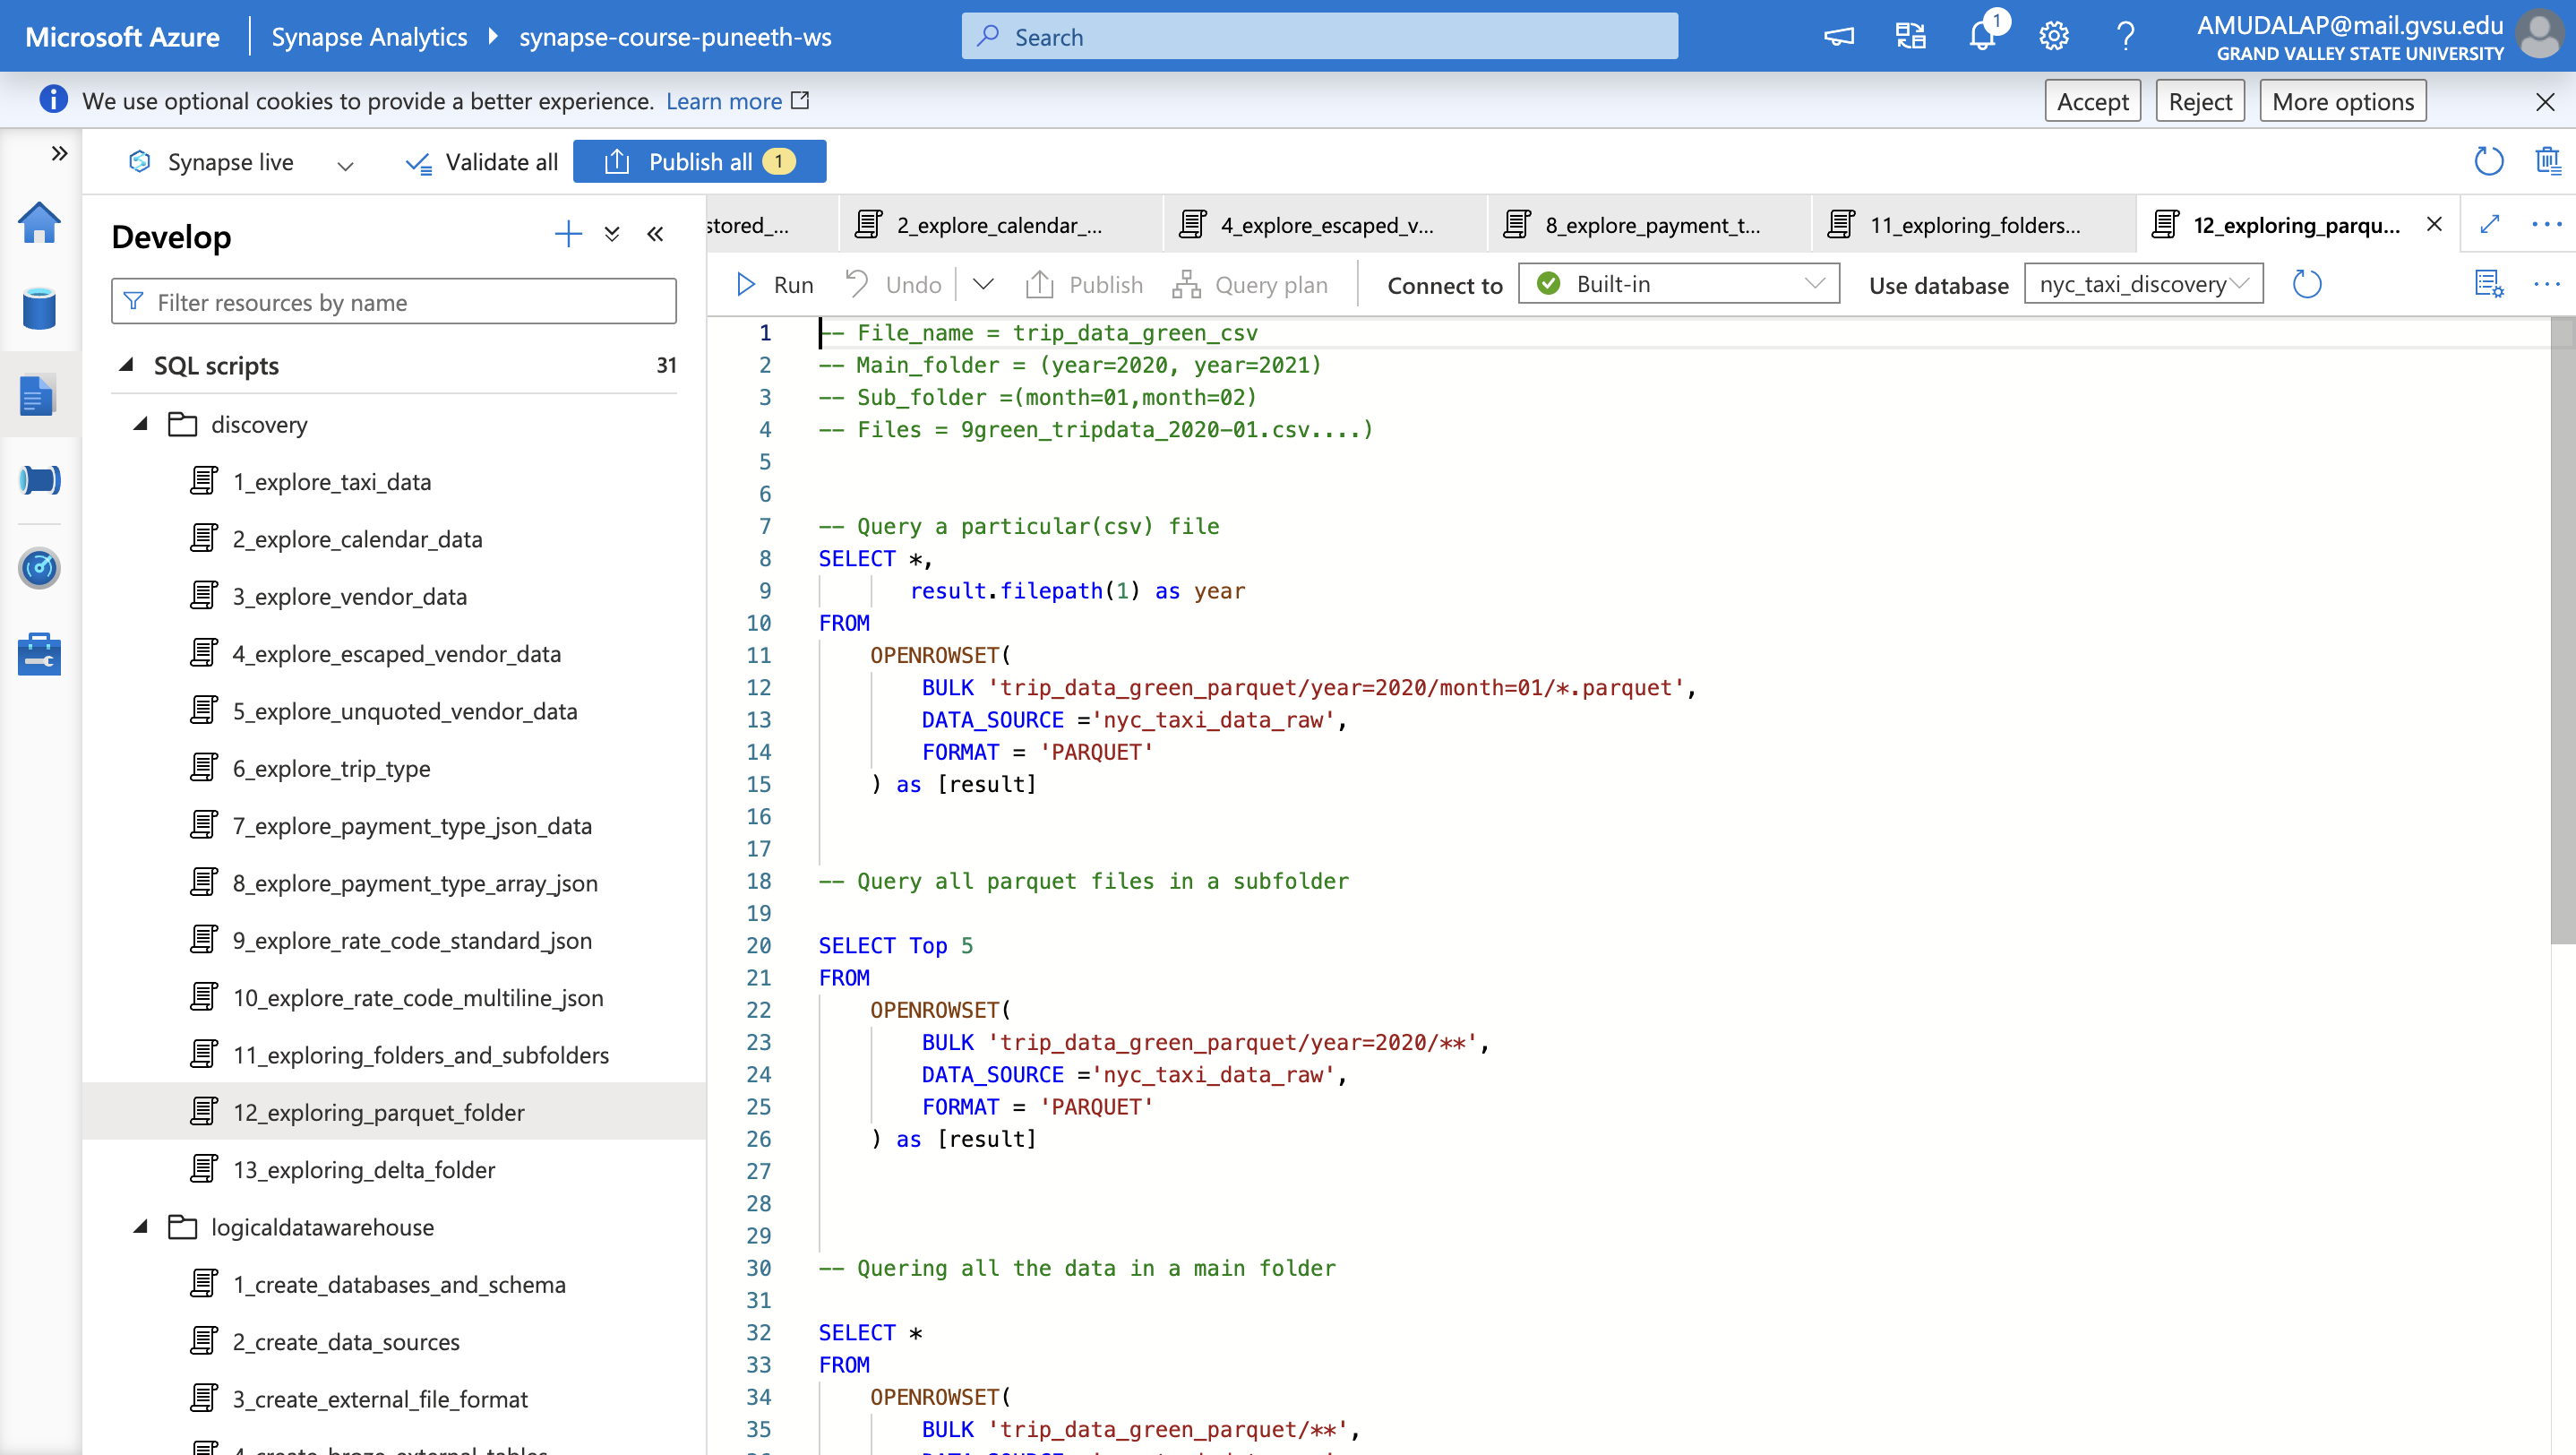 Microsoft Azure
Synapse Analytics
synapse-course-puneeth-ws
Search
1
AMUDALAP@mail.gvsu.edu
GRAND VALLEY STATE UNIVERSITY
We use optional cookies to provide a better experience. Learn more
Accept
Reject
More options
Synapse live
Validate all
Publish all 1
Develop
Filter resources by name
SQL scripts 31
discovery
1_explore_taxi_data
2_explore_calendar_data
3_explore_vendor_data
4_explore_escaped_vendor_data
5_explore_unquoted_vendor_data
6_explore_trip_type
7_explore_payment_type_json_data
8_explore_payment_type_array_json
9_explore_rate_code_standard_json
10_explore_rate_code_multiline_json
11_exploring_folders_and_subfolders
12_exploring_parquet_folder
13_exploring_delta_folder
logicaldatawarehouse
1_create_databases_and_schema
2_create_data_sources
3_create_external_file_format
stored_...
2_explore_calendar_...
4_explore_escaped_v...
8_explore_payment_t...
11_exploring_folders...
12_exploring_parqu...
Run
Undo
Publish
Query plan
Connect to
Built-in
Use database
nyc_taxi_discovery
1 -- File_name = trip_data_green_csv
2 -- Main_folder = (year=2020, year=2021)
3 -- Sub_folder =(month=01,month=02)
4 -- Files = 9green_tripdata_2020-01.csv....)
5
6
7 -- Query a particular(csv) file
8 SELECT *,
9 result.filepath(1) as year
10 FROM
11 OPENROWSET(
12 BULK 'trip_data_green_parquet/year=2020/month=01/*.parquet',
13 DATA_SOURCE ='nyc_taxi_data_raw',
14 FORMAT = 'PARQUET'
15 ) as [result]
16
17
18 -- Query all parquet files in a subfolder
19
20 SELECT Top 5
21 FROM
22 OPENROWSET(
23 BULK 'trip_data_green_parquet/year=2020/**',
24 DATA_SOURCE ='nyc_taxi_data_raw',
25 FORMAT = 'PARQUET'
26 ) as [result]
27
28
29
30 -- Quering all the data in a main folder
31
32 SELECT *
33 FROM
34 OPENROWSET(
35 BULK 'trip_data_green_parquet/**',